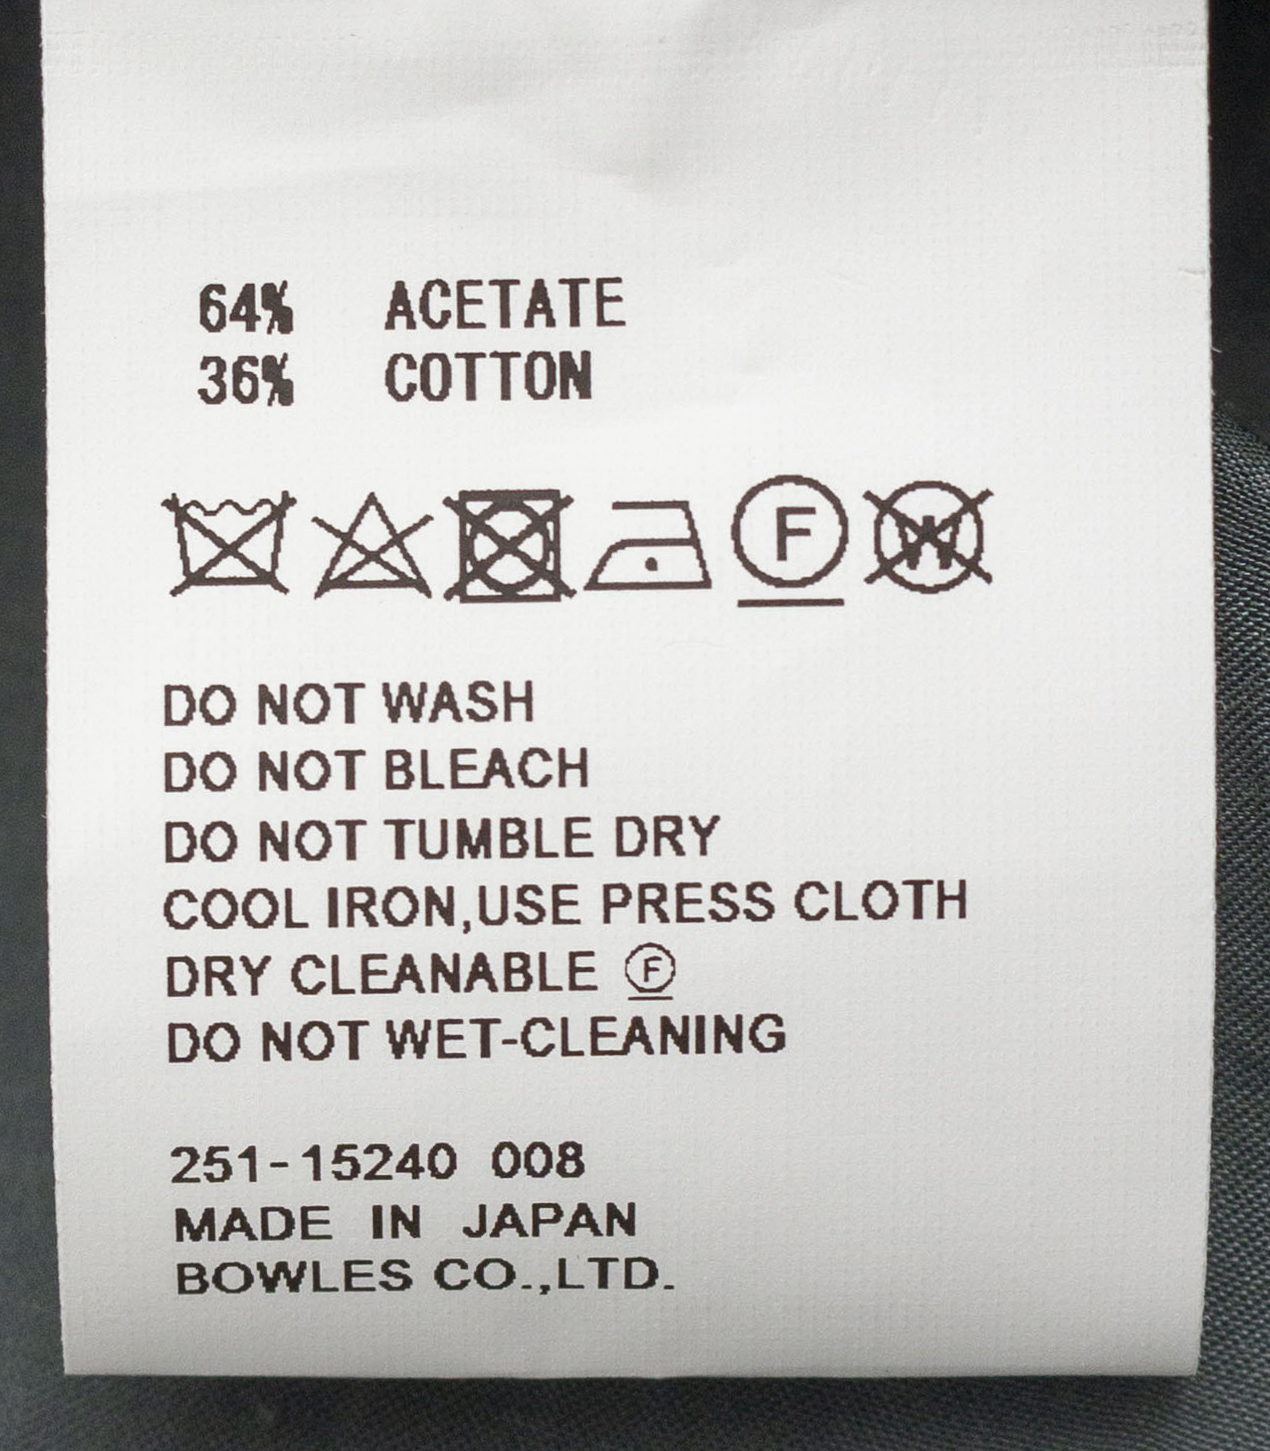 64% ACETATE
36% COTTON
F W
DO NOT WASH
DO NOT BLEACH
DO NOT TUMBLE DRY
COOL IRON,USE PRESS CLOTH
DRY CLEANABLE Ⓕ
DO NOT WET-CLEANING
251-15240 008
MADE IN JAPAN
BOWLES CO.,LTD.